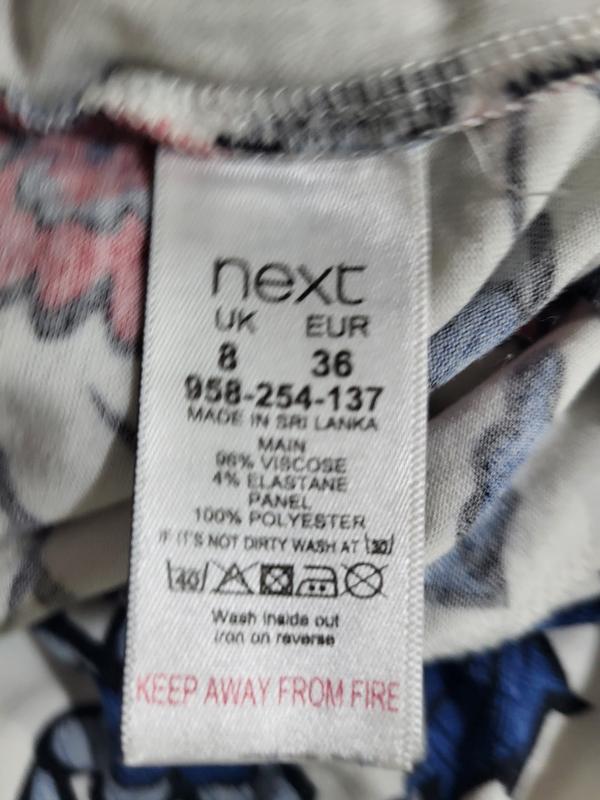 next
UK EUR
8 36
958-254-137
MADE IN SRI LANKA
MAIN
96% VISCOSE
4% ELASTANE
PANEL
100% POLYESTER
IF IT'S NOT DIRTY WASH AT 30
40
Wash inside out
Iron on reverse
KEEP AWAY FROM FIRE